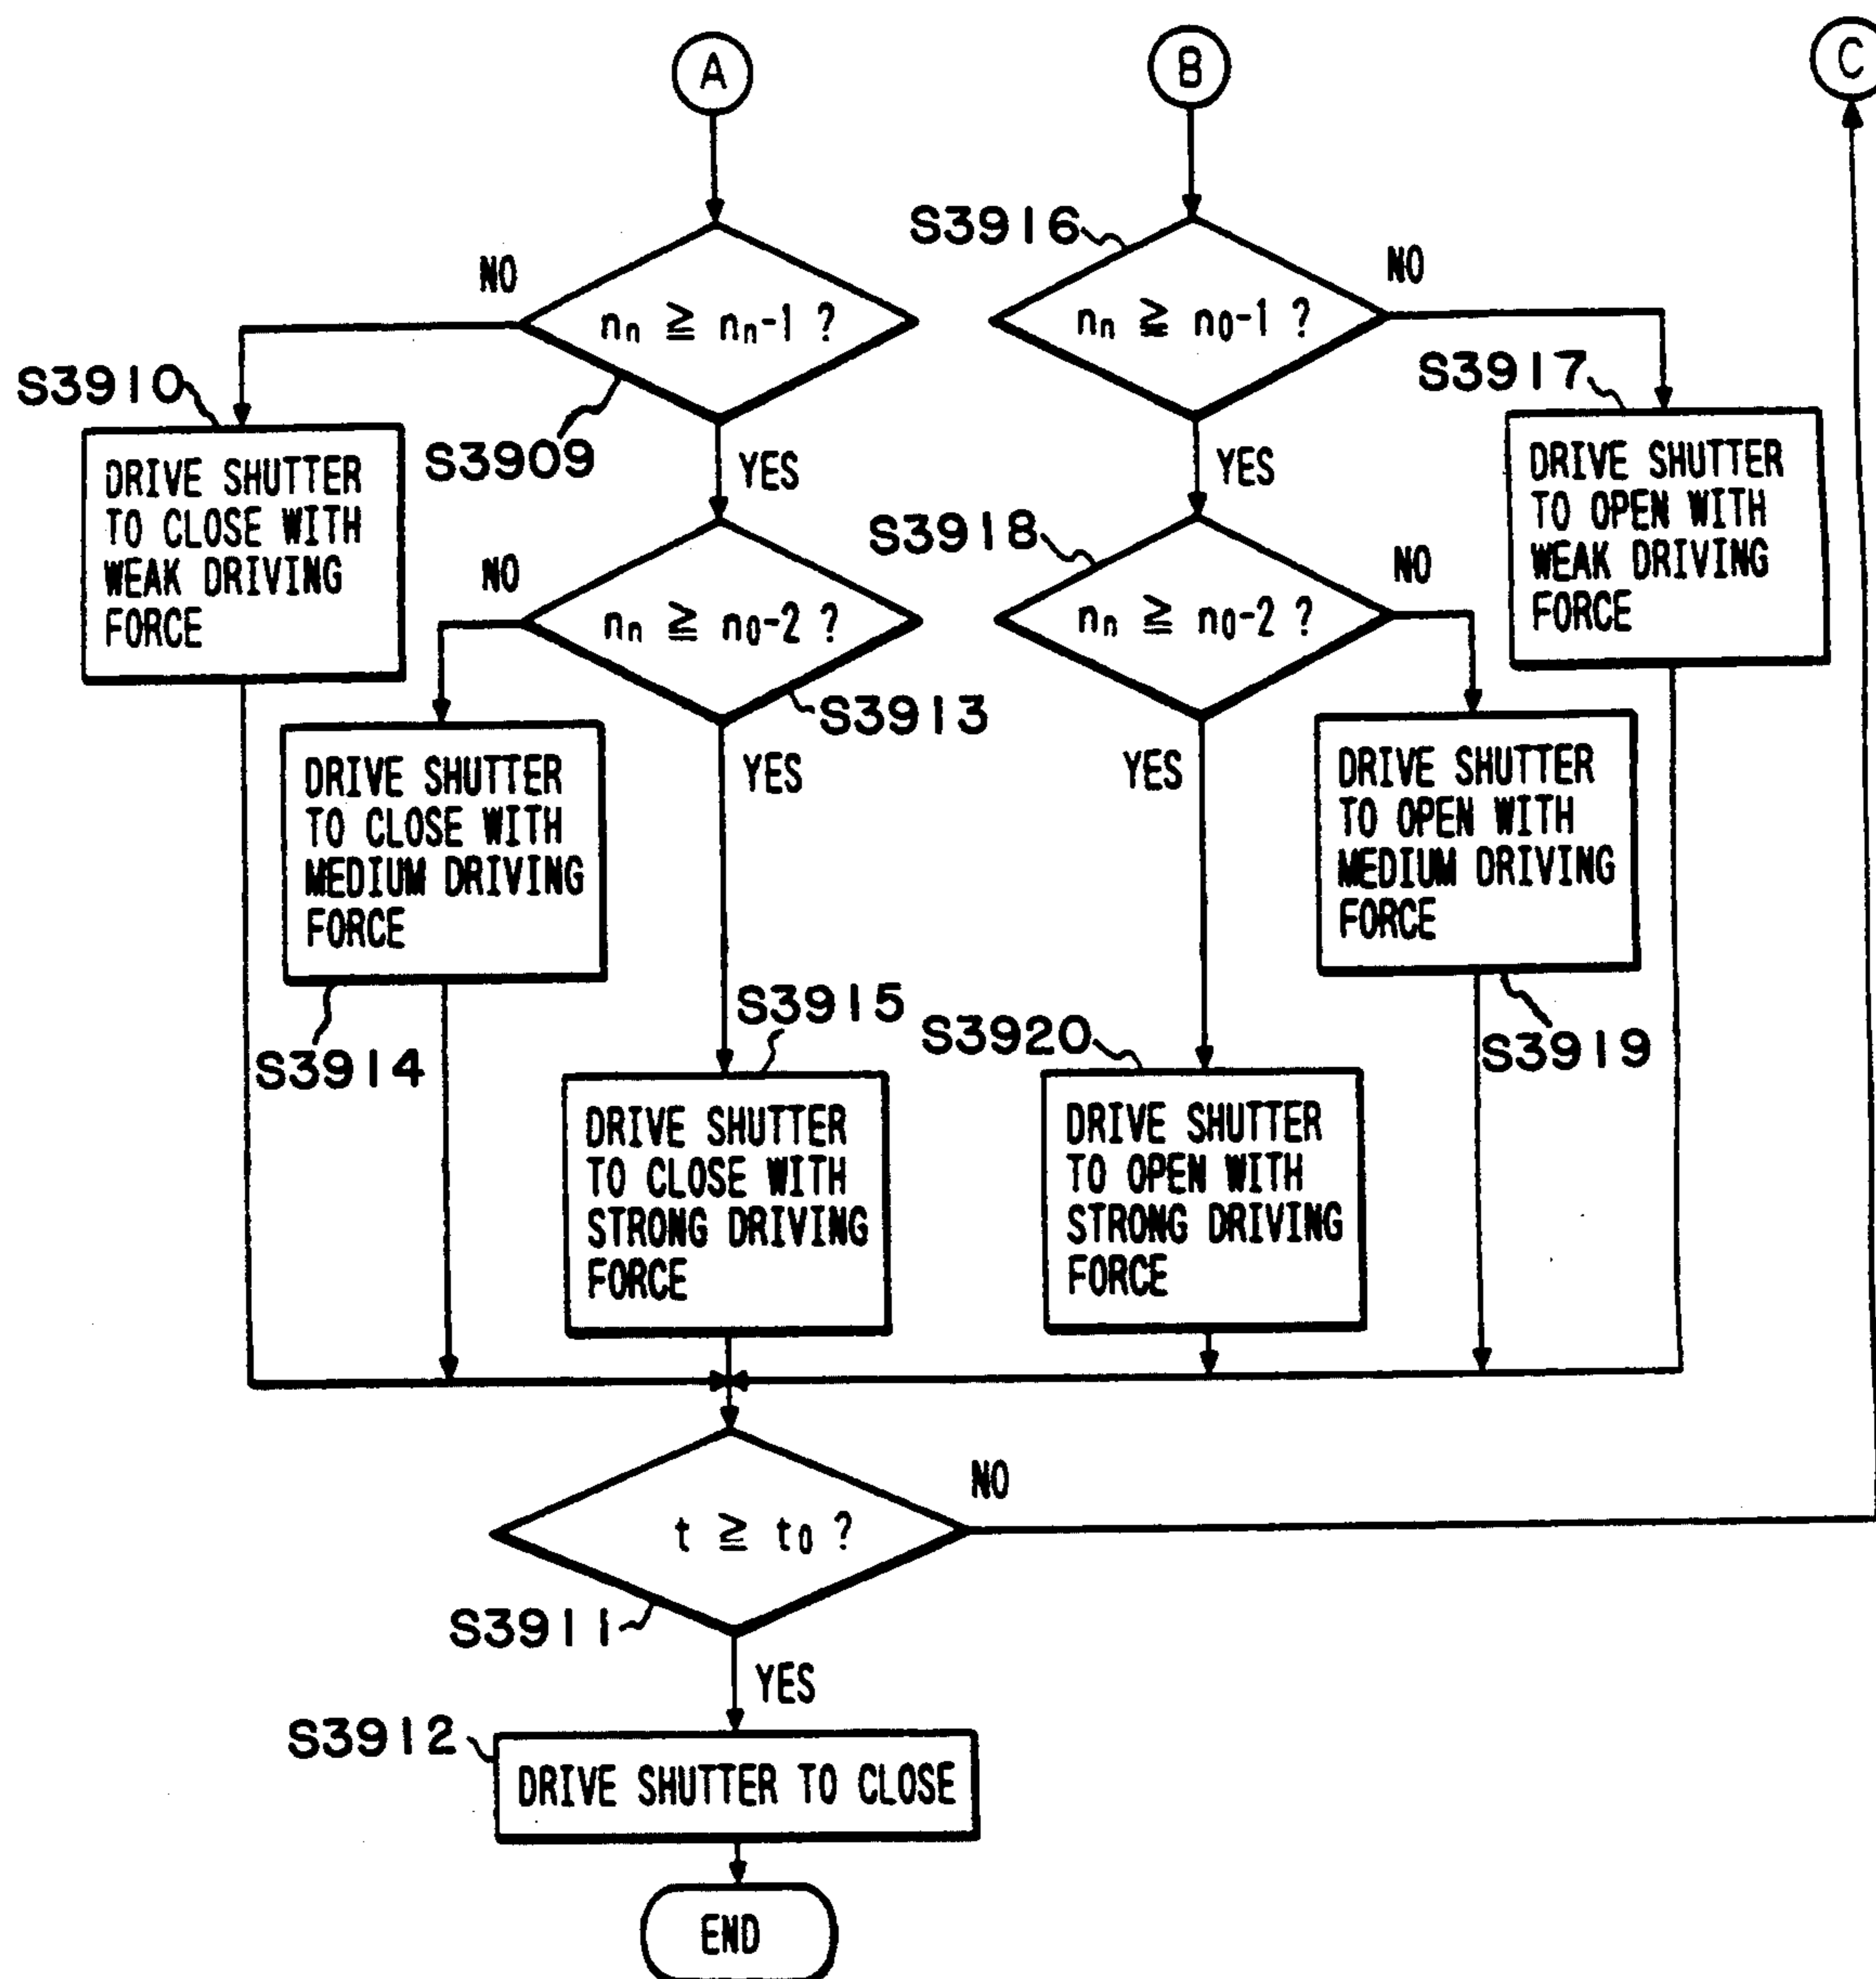 A
B
C
S3916
NO
NO
nn ≧ nn-1 ?
nn ≧ n0-1 ?
S3910
S3917
S3909
YES
YES
DRIVE SHUTTER
TO CLOSE WITH
WEAK DRIVING
FORCE
DRIVE SHUTTER
TO OPEN WITH
WEAK DRIVING
FORCE
S3918
NO
NO
nn ≧ n0-2 ?
nn ≧ n0-2 ?
S3913
YES
YES
DRIVE SHUTTER
TO CLOSE WITH
MEDIUM DRIVING
FORCE
DRIVE SHUTTER
TO OPEN WITH
MEDIUM DRIVING
FORCE
S3914
S3915
S3920
S3919
DRIVE SHUTTER
TO CLOSE WITH
STRONG DRIVING
FORCE
DRIVE SHUTTER
TO OPEN WITH
STRONG DRIVING
FORCE
NO
t ≧ t0 ?
S3911
YES
S3912
DRIVE SHUTTER TO CLOSE
END